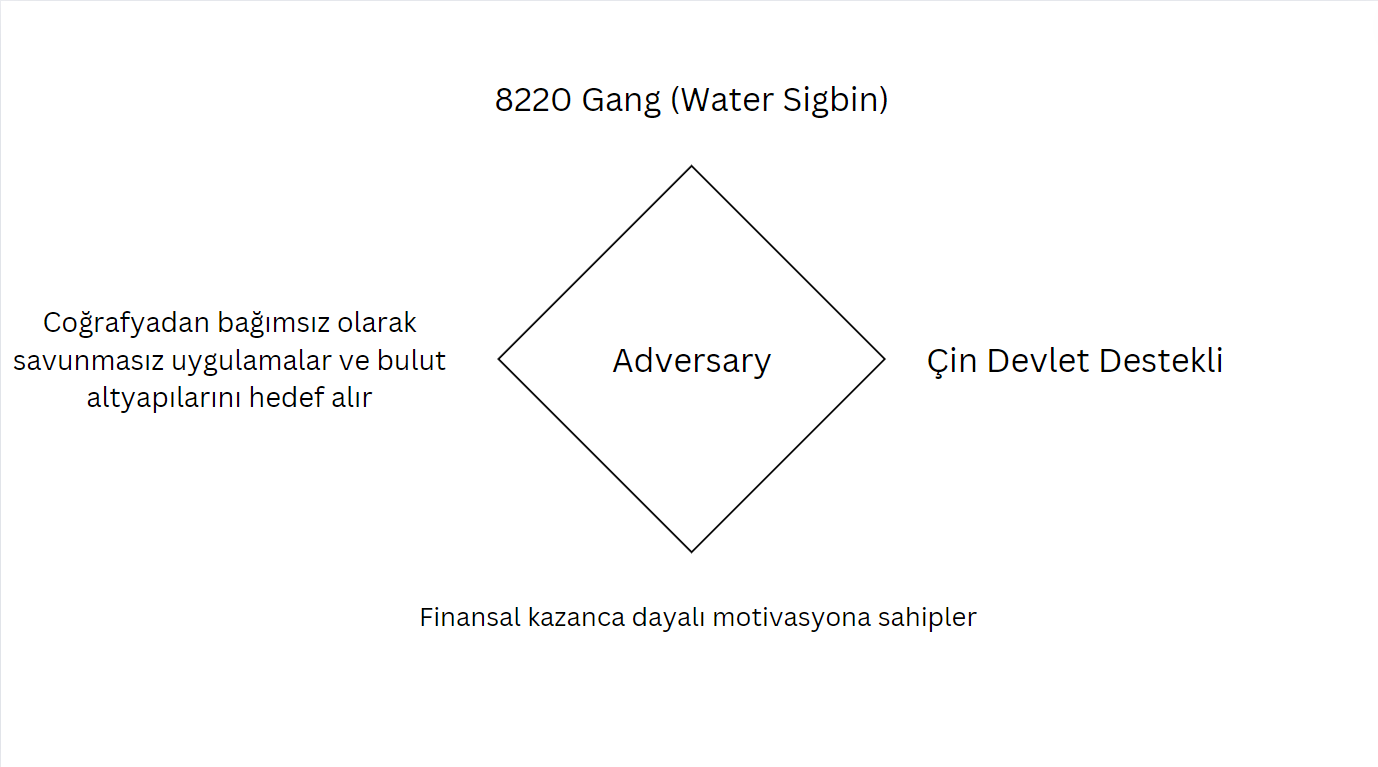 8220 Gang (Water Sigbin)
Coğrafyadan bağımsız olarak
savunmasız uygulamalar ve bulut
altyapılarını hedef alır
Adversary
Çin Devlet Destekli
Finansal kazanca dayalı motivasyona sahipler